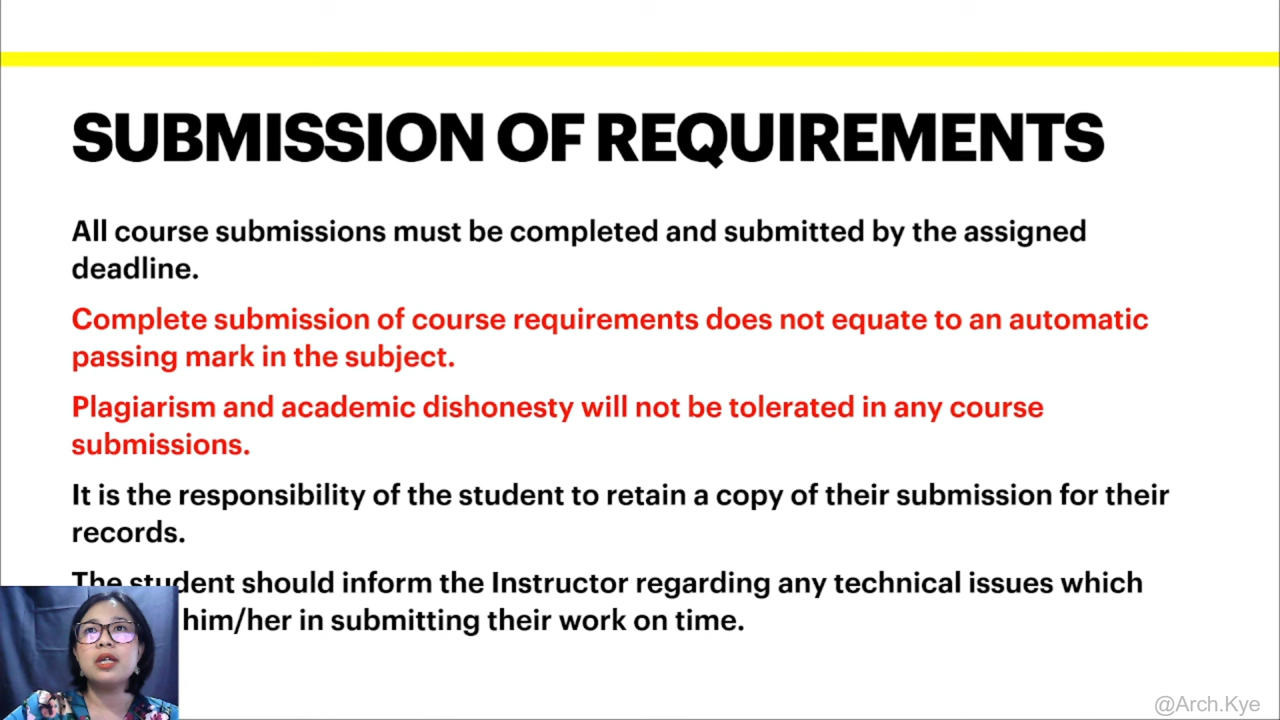 SUBMISSION OF REQUIREMENTS
All course submissions must be completed and submitted by the assigned
deadline.
Complete submission of course requirements does not equate to an automatic
passing mark in the subject.
Plagiarism and academic dishonesty will not be tolerated in any course
submissions.
It is the responsibility of the student to retain a copy of their submission for their
records.
The student should inform the Instructor regarding any technical issues which
him/her in submitting their work on time.
@Arch.Kye